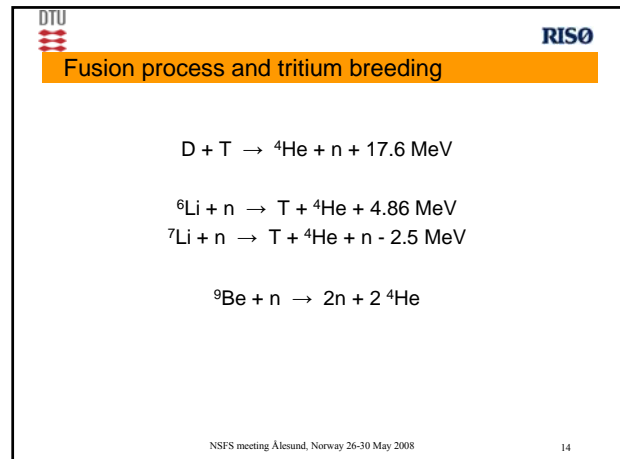 DTU
RISØ
Fusion process and tritium breeding
D + T → ⁴He + n + 17.6 MeV
⁶Li + n → T + ⁴He + 4.86 MeV
⁷Li + n → T + ⁴He + n - 2.5 MeV
⁹Be + n → 2n + 2 ⁴He
NSFS meeting Ålesund, Norway 26-30 May 2008 14